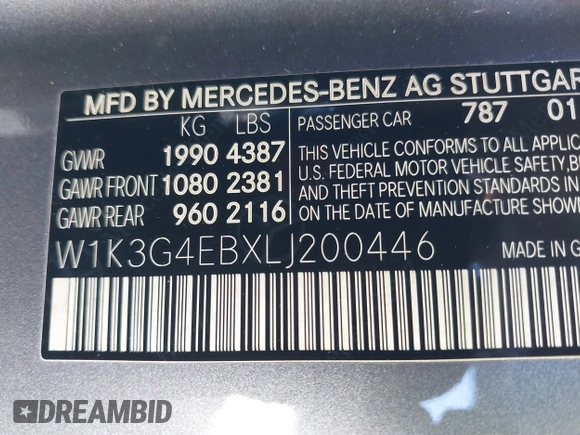 MFD BY MERCEDES-BENZ AG STUTTGAR
KG LBS PASSENGER CAR 787 01
GVWR 1990 4387 THIS VEHICLE CONFORMS TO ALL APPLIC
U.S. FEDERAL MOTOR VEHICLE SAFETY, B
GAWR FRONT 1080 2381 AND THEFT PREVENTION STANDARDS
GAWR REAR 960 2116 ON THE DATE OF MANUFACTURE SHOWN
W1K3G4EBXLJ200446 MADE IN G
DREAMBID